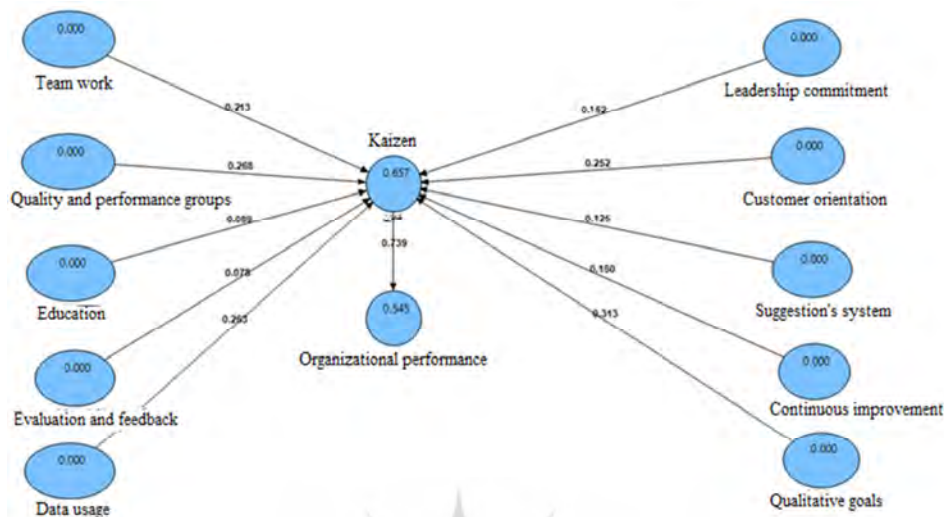 0.000
Team work
0.000
Leadership commitment
0.213
0.162
Kaizen
0.657
0.000
Quality and performance groups
0.268
0.252
0.000
Customer orientation
0.739
0.000
Education
0.126
0.000
Suggestion's system
0.078
0.150
0.545
Organizational performance
0.263
0.313
0.000
Evaluation and feedback
0.000
Continuous improvement
0.000
Data usage
0.000
Qualitative goals